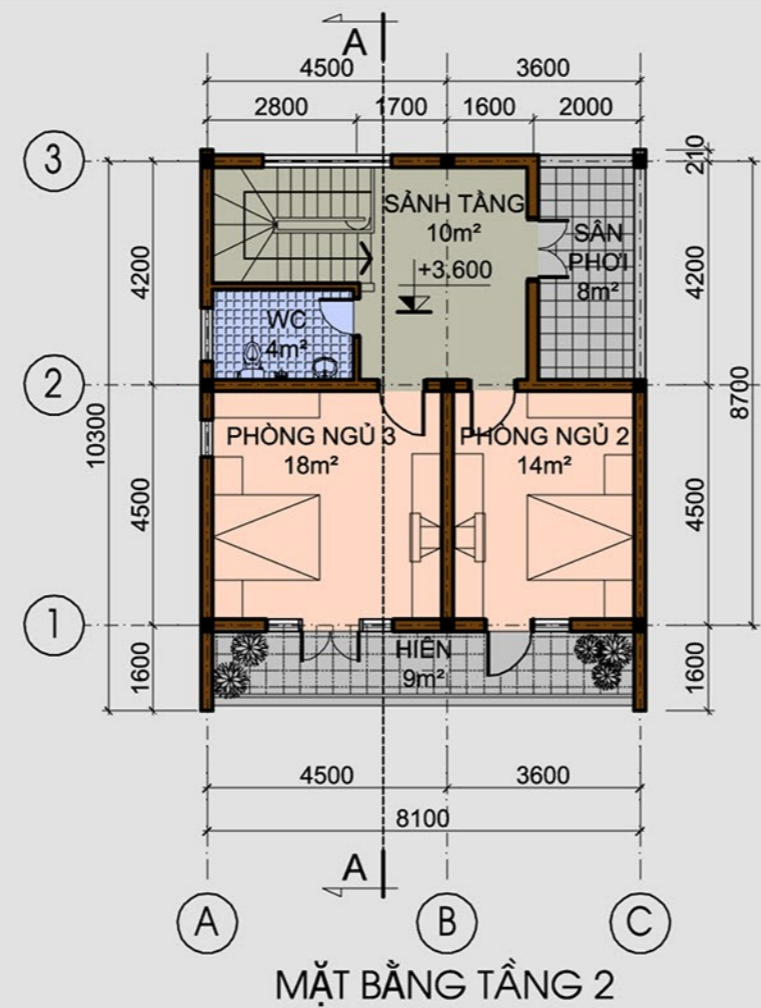 A
4500 3600
2800 1700 1600 2000
3
210
SẢNH TẦNG
10m²
+3.600
SÂN
PHƠI
8m²
4200
4200
WC
4m²
2
10300
8700
PHÒNG NGỦ 3
18m²
PHÒNG NGỦ 2
14m²
4500
4500
1
HIÊN
9m²
1600
1600
4500 3600
8100
A
A B C
MẶT BẰNG TẦNG 2